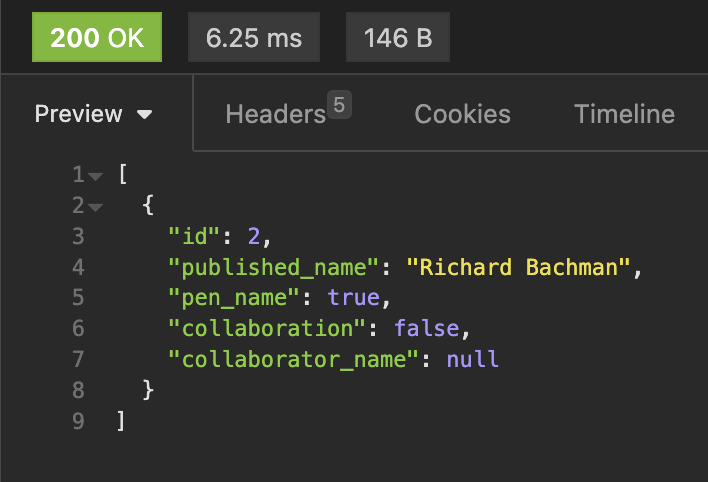 200 OK 6.25 ms 146 B
Preview Headers 5 Cookies Timeline
1 [
2 {
3 "id": 2,
4 "published_name": "Richard Bachman",
5 "pen_name": true,
6 "collaboration": false,
7 "collaborator_name": null
8 }
9 ]